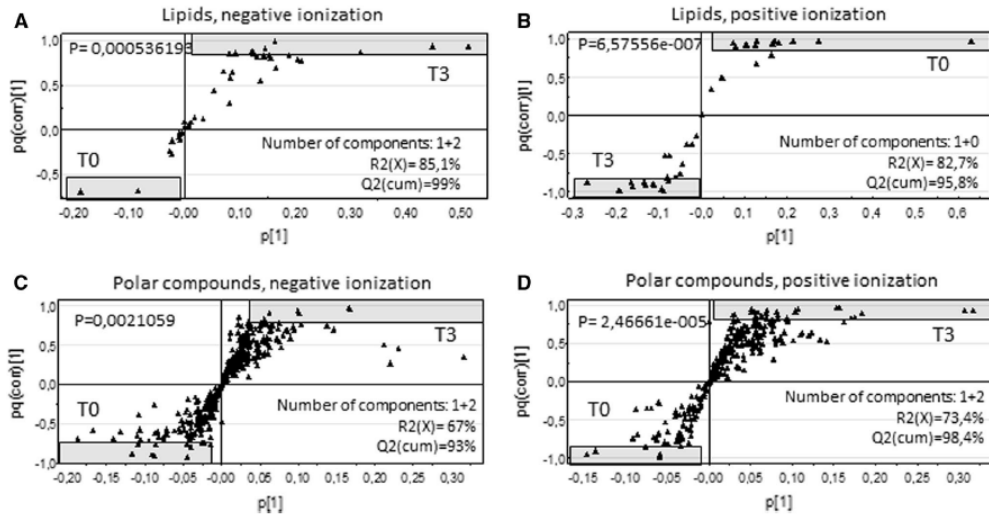 A
Lipids, negative ionization
P= 0,000536193
T3
T0
Number of components: 1+2
R2(X)= 85,1%
Q2(cum)=99%
pq(corr)[1]
1,0
0,5
0,0
-0,5
-0,20 -0,10 0,00 0,10 0,20 0,30 0,40 0,50
p[1]
B
Lipids, positive ionization
P=6,57556e-007
T0
T3
Number of components: 1+0
R2(X)= 82,7%
Q2(cum)=95,8%
pq(corr)[1]
1,0
0,5
0,0
-0,5
-1,0
-0,3 -0,2 -0,1 -0,0 0,1 0,2 0,3 0,4 0,5 0,6
p[1]
C
Polar compounds, negative ionization
P=0,0021059
T3
T0
Number of components: 1+2
R2(X)= 67%
Q2(cum)= 93%
pq(corr)[1]
1,0
0,5
0,0
-0,5
-1,0
-0,20 -0,15 -0,10 -0,05 -0,00 0,05 0,10 0,15 0,20 0,25 0,30
p[1]
D
Polar compounds, positive ionization
P= 2,46661e-005
T3
T0
Number of components: 1+2
R2(X)=73,4%
Q2(cum)=98,4%
pq(corr)[1]
1,0
0,5
0,0
-0,5
-1,0
-0,15 -0,10 -0,05 -0,00 0,05 0,10 0,15 0,20 0,25 0,30
p[1]